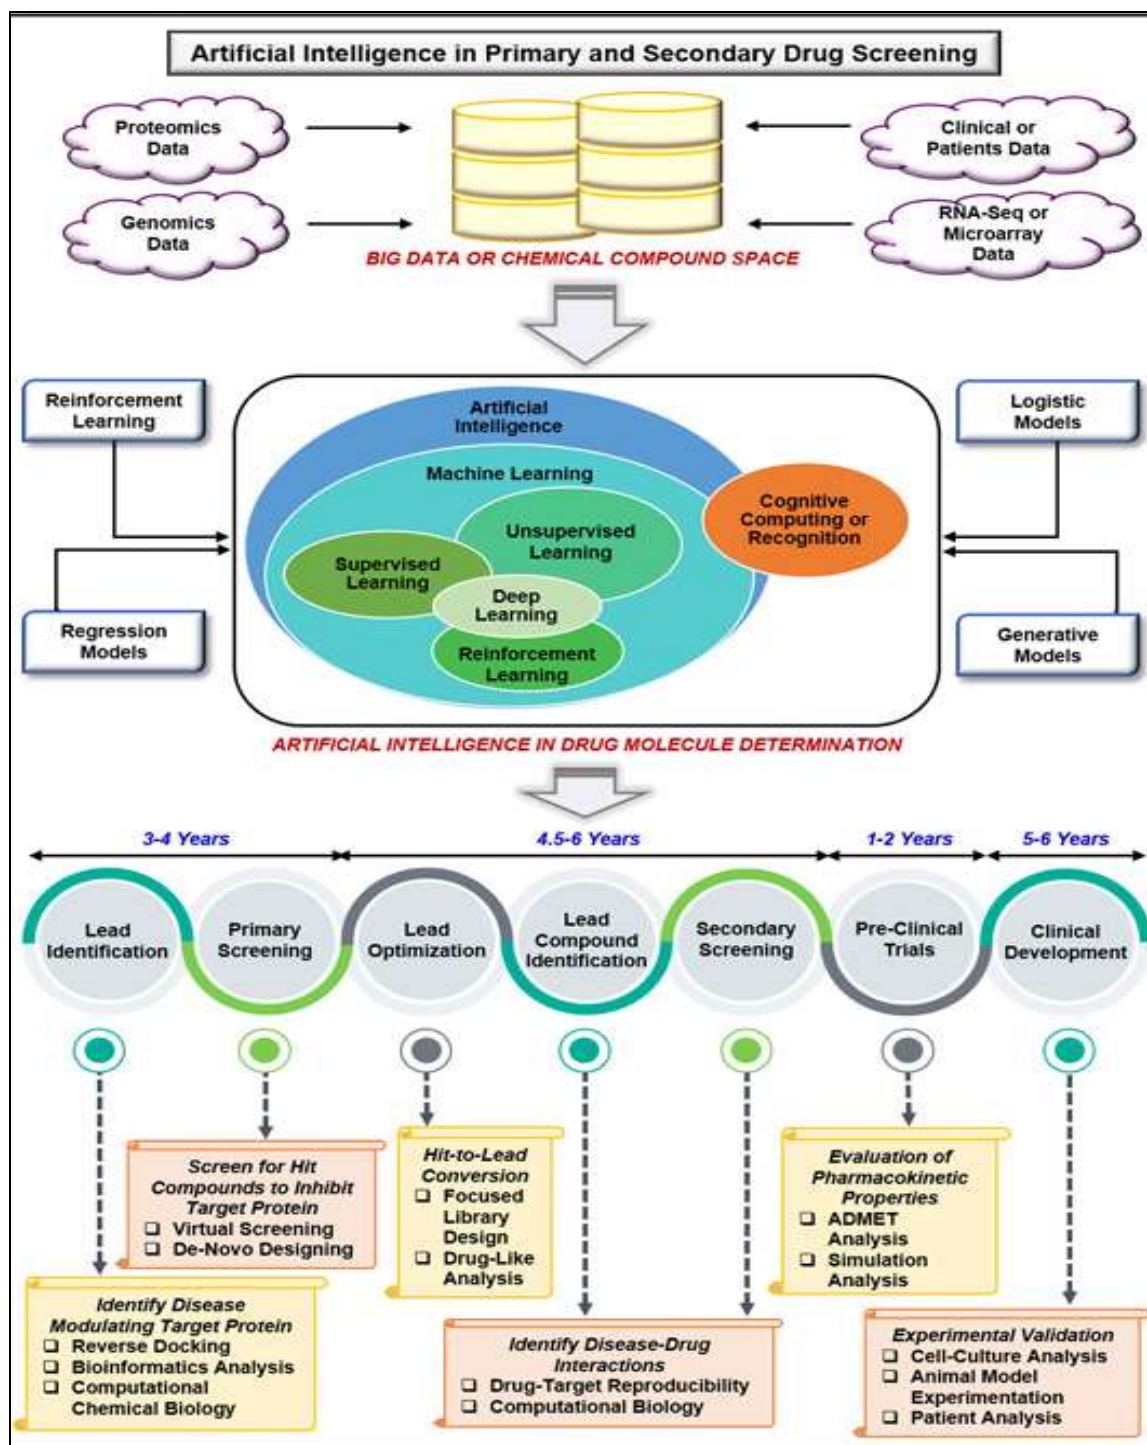 Artificial Intelligence in Primary and Secondary Drug Screening
Proteomics
Data
Genomics
Data
Clinical or
Patients Data
RNA-Seq or
Microarray
Data
BIG DATA OR CHEMICAL COMPOUND SPACE
Reinforcement
Learning
Regression
Models
Artificial
Intelligence
Machine Learning
Unsupervised
Learning
Supervised
Learning
Deep
Learning
Reinforcement
Learning
Cognitive
Computing or
Recognition
Logistic
Models
Generative
Models
ARTIFICIAL INTELLIGENCE IN DRUG MOLECULE DETERMINATION
3-4 Years
4.5-6 Years
1-2 Years
5-6 Years
Lead
Identification
Primary
Screening
Lead
Optimization
Lead
Compound
Identification
Secondary
Screening
Pre-Clinical
Trials
Clinical
Development
Screen for Hit
Compounds to Inhibit
Target Protein
❑ Virtual Screening
❑ De-Novo Designing
Hit-to-Lead
Conversion
❑ Focused
Library
Design
❑ Drug-Like
Analysis
Evaluation of
Pharmacokinetic
Properties
❑ ADMET
Analysis
❑ Simulation
Analysis
Identify Disease
Modulating Target Protein
❑ Reverse Docking
❑ Bioinformatics Analysis
❑ Computational
Chemical Biology
Identify Disease-Drug
Interactions
❑ Drug-Target Reproducibility
❑ Computational Biology
Experimental Validation
❑ Cell-Culture Analysis
❑ Animal Model
Experimentation
❑ Patient Analysis